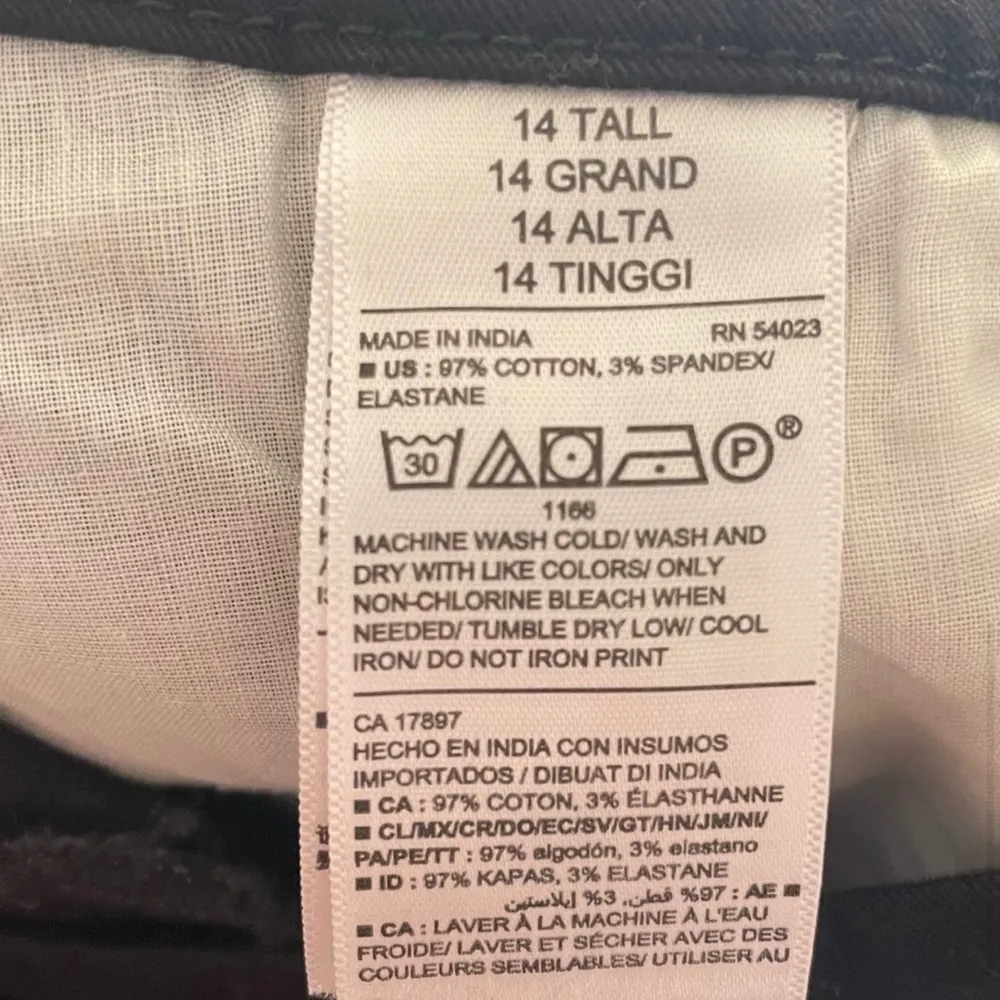 14 TALL
14 GRAND
14 ALTA
14 TINGGI
MADE IN INDIA RN 54023
■ US : 97% COTTON, 3% SPANDEX/
ELASTANE
30 P®
1166
MACHINE WASH COLD/ WASH AND
DRY WITH LIKE COLORS/ ONLY
NON-CHLORINE BLEACH WHEN
NEEDED/ TUMBLE DRY LOW/ COOL
IRON/ DO NOT IRON PRINT
CA 17897
HECHO EN INDIA CON INSUMOS
IMPORTADOS / DIBUAT DI INDIA
■ CA : 97% COTON, 3% ÉLASTHANNE
■ CL/MX/CR/DO/EC/SV/GT/HN/JM/NI/
PA/PE/TT : 97% algodón, 3% elastano
■ ID : 97% KAPAS, 3% ELASTANE
■ AE : 97% قطن, 3% إيلاستين
■ CA : LAVER À LA MACHINE À L'EAU
FROIDE/ LAVER ET SÉCHER AVEC DES
COULEURS SEMBLABLES/ UTILISER AU